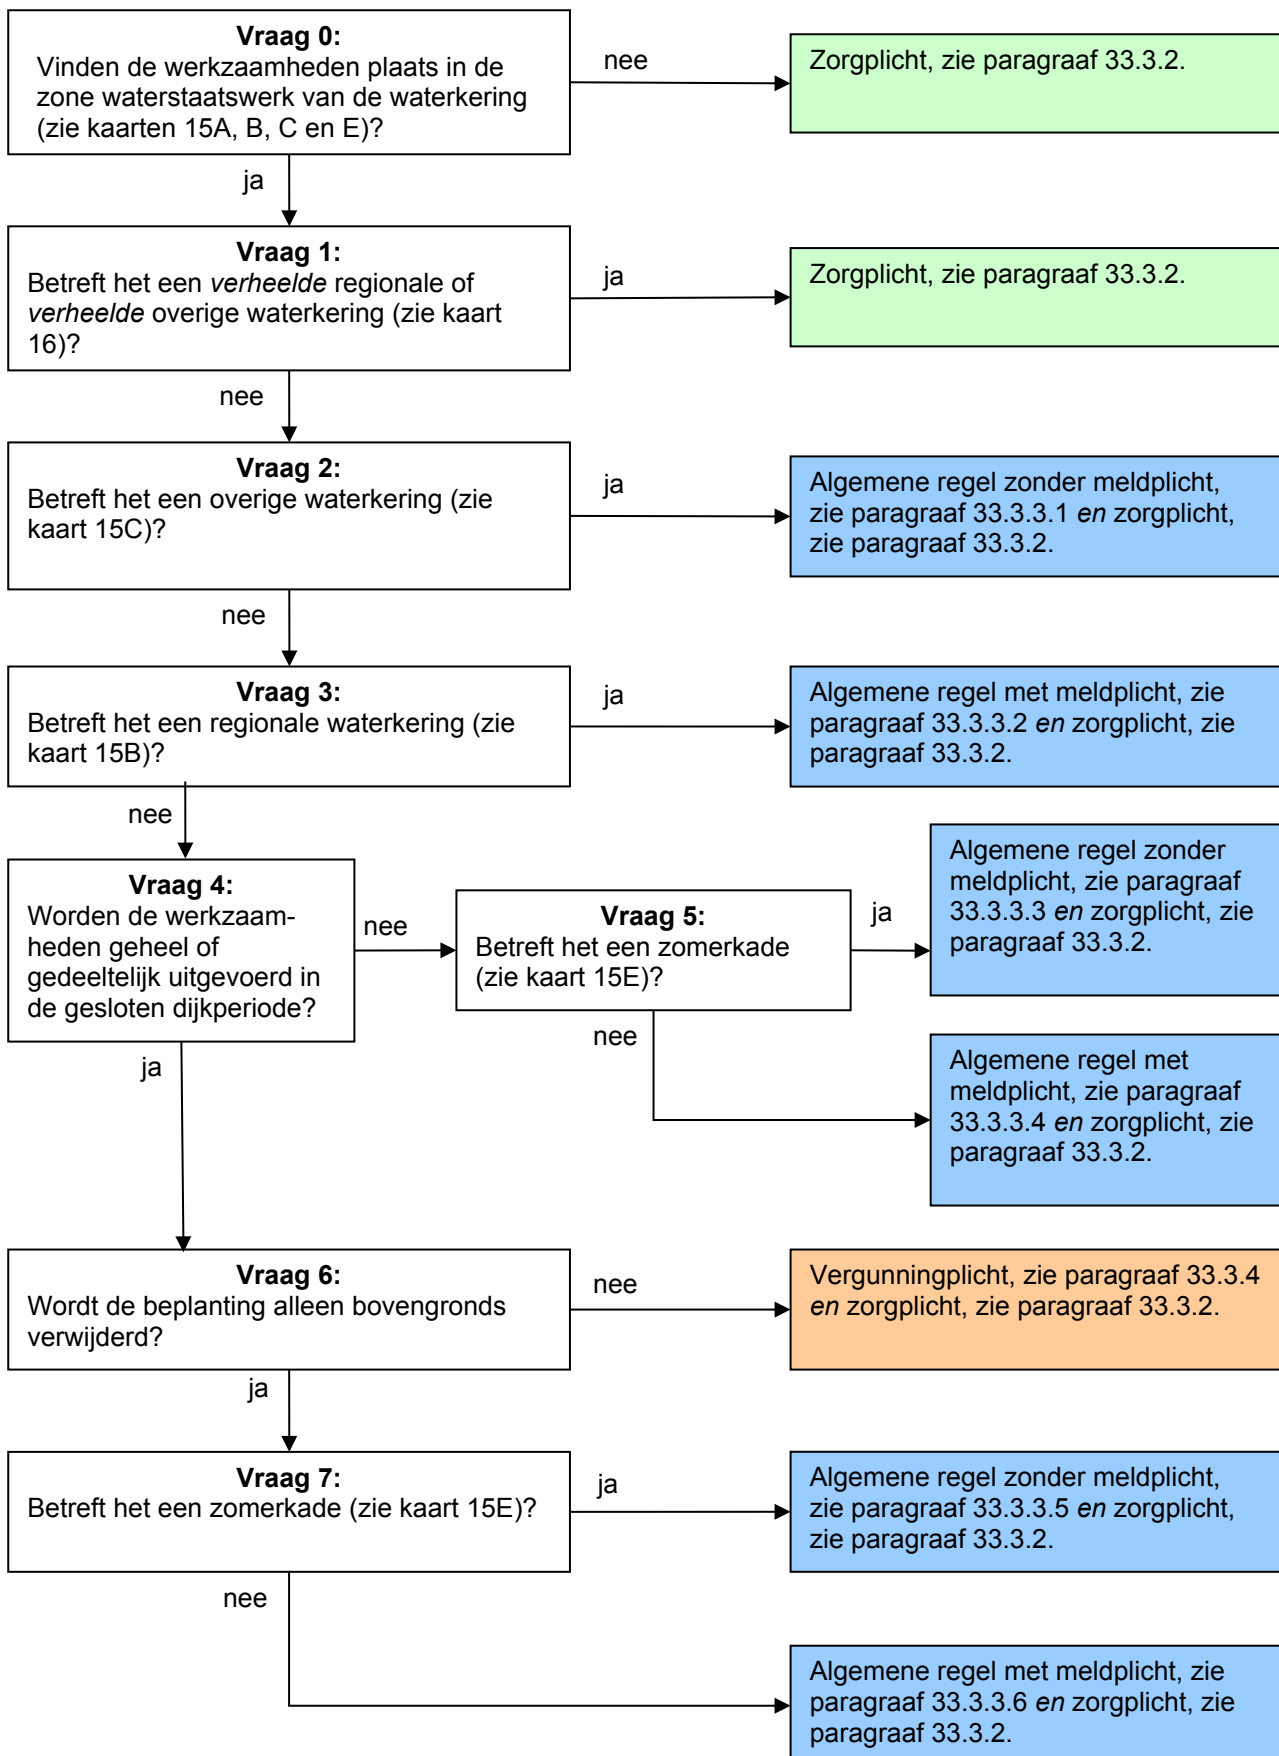 Vraag 0:
Vinden de werkzaamheden plaats in de
zone waterstaatswerk van de waterkering
(zie kaarten 15A, B, C en E)?
nee
Zorgplicht, zie paragraaf 33.3.2.
ja
Vraag 1:
Betreft het een verheelde regionale of
verheelde overige waterkering (zie kaart
16)?
ja
Zorgplicht, zie paragraaf 33.3.2.
nee
Vraag 2:
Betreft het een overige waterkering (zie
kaart 15C)?
ja
Algemene regel zonder meldplicht,
zie paragraaf 33.3.3.1 en zorgplicht,
zie paragraaf 33.3.2.
nee
Vraag 3:
Betreft het een regionale waterkering (zie
kaart 15B)?
ja
Algemene regel met meldplicht, zie
paragraaf 33.3.3.2 en zorgplicht, zie
paragraaf 33.3.2.
nee
Vraag 4:
Worden de werkzaam-
heden geheel of
gedeeltelijk uitgevoerd in
de gesloten dijkperiode?
nee
Vraag 5:
Betreft het een zomerkade
(zie kaart 15E)?
ja
Algemene regel zonder
meldplicht, zie paragraaf
33.3.3.3 en zorgplicht, zie
paragraaf 33.3.2.
nee
Algemene regel met
meldplicht, zie paragraaf
33.3.3.4 en zorgplicht, zie
paragraaf 33.3.2.
ja
Vraag 6:
Wordt de beplanting alleen bovengronds
verwijderd?
nee
Vergunningplicht, zie paragraaf 33.3.4
en zorgplicht, zie paragraaf 33.3.2.
ja
Vraag 7:
Betreft het een zomerkade (zie kaart 15E)?
ja
Algemene regel zonder meldplicht,
zie paragraaf 33.3.3.5 en zorgplicht,
zie paragraaf 33.3.2.
nee
Algemene regel met meldplicht, zie
paragraaf 33.3.3.6 en zorgplicht, zie
paragraaf 33.3.2.